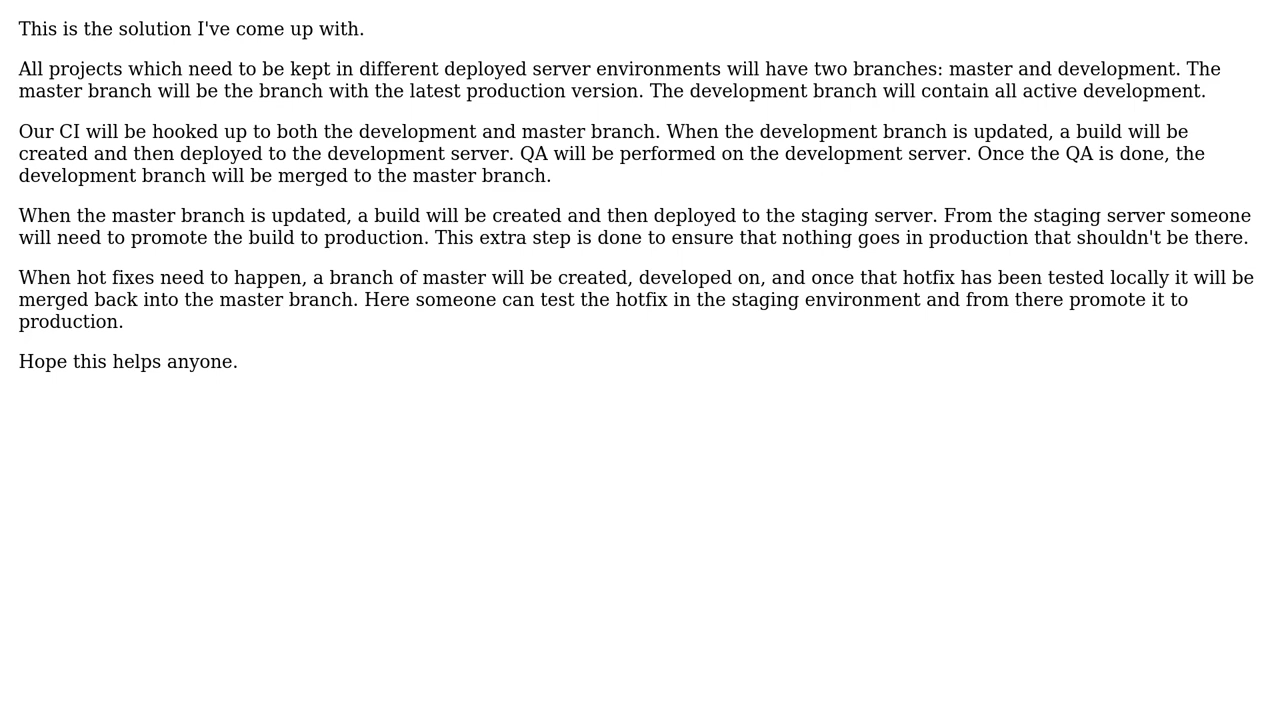 This is the solution I've come up with.
All projects which need to be kept in different deployed server environments will have two branches: master and development. The
master branch will be the branch with the latest production version. The development branch will contain all active development.
Our CI will be hooked up to both the development and master branch. When the development branch is updated, a build will be
created and then deployed to the development server. QA will be performed on the development server. Once the QA is done, the
development branch will be merged to the master branch.
When the master branch is updated, a build will be created and then deployed to the staging server. From the staging server someone
will need to promote the build to production. This extra step is done to ensure that nothing goes in production that shouldn't be there.
When hot fixes need to happen, a branch of master will be created, developed on, and once that hotfix has been tested locally it will be
merged back into the master branch. Here someone can test the hotfix in the staging environment and from there promote it to
production.
Hope this helps anyone.